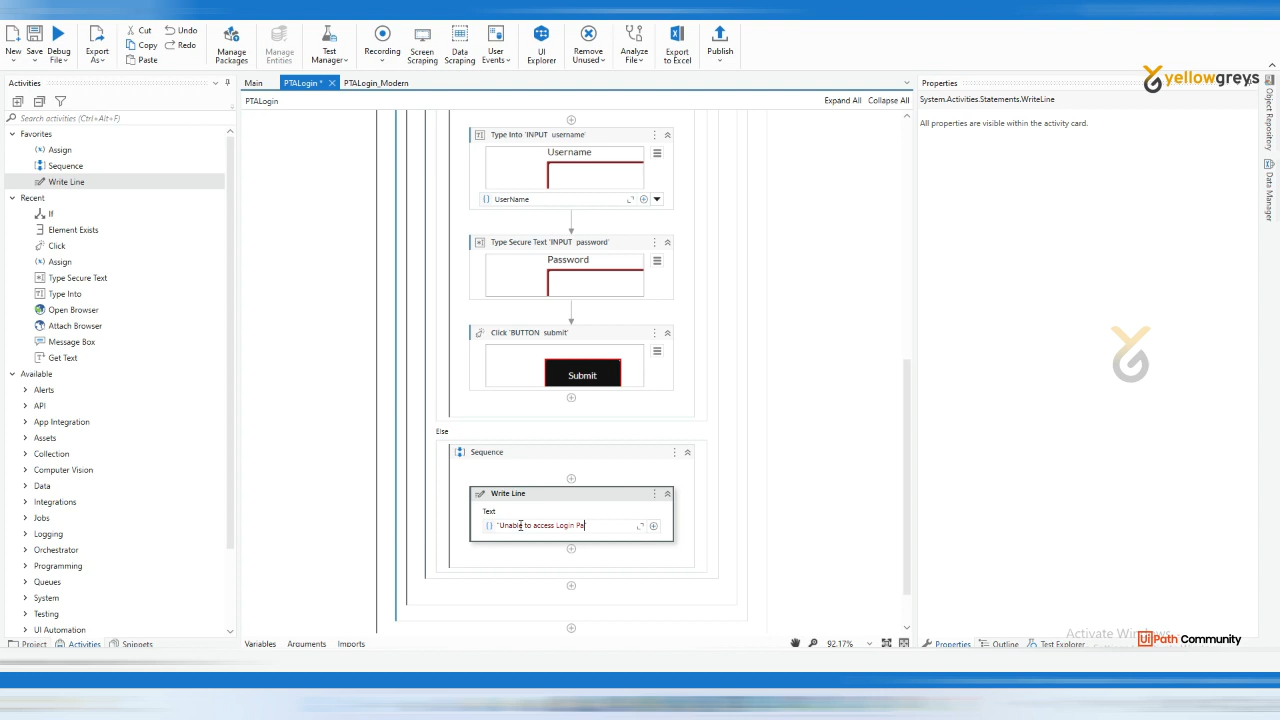 New
Save
Debug File
Export As
Cut
Copy
Paste
Undo
Redo
Manage Packages
Manage Entities
Test Manager
Recording
Screen Scraping
Data Scraping
User Events
UI Explorer
Remove Unused
Analyze File
Export to Excel
Publish
yellowgreys
Activities
Search activities (Ctrl+Alt+F)
Favorites
Assign
Sequence
Write Line
Recent
If
Element Exists
Click
Assign
Type Secure Text
Type Into
Open Browser
Attach Browser
Message Box
Get Text
Available
Alerts
API
App Integration
Assets
Collection
Computer Vision
Data
Integrations
Jobs
Logging
Orchestrator
Programming
Queues
System
Testing
UI Automation
Project
Activities
Snippets
Main
PTALogin *
PTALogin_Modern
PTALogin
Expand All
Collapse All
Type Into 'INPUT username'
Username
UserName
Type Secure Text 'INPUT password'
Password
Click 'BUTTON submit'
Submit
Else
Sequence
Write Line
Text
"Unable to access Login Pa"
Variables
Arguments
Imports
92.17%
Properties
System.Activities.Statements.WriteLine
All properties are visible within the activity card.
Object Repository
Data Manager
Properties
Outline
Test Explorer
Activate Windows
UiPath Community